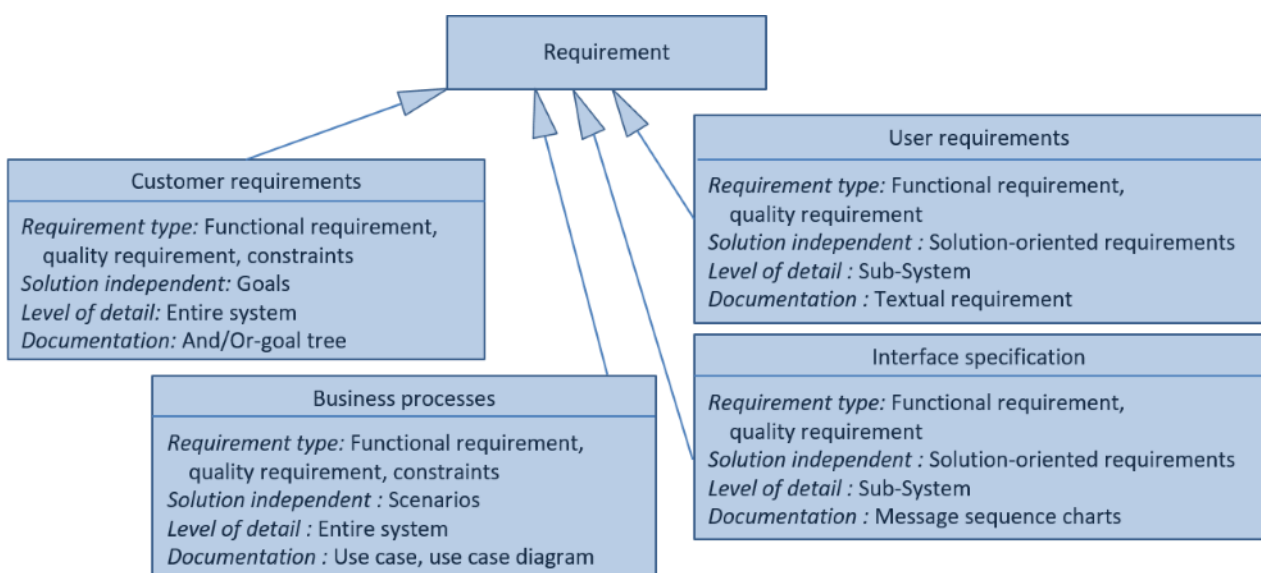 Requirement
Customer requirements
Requirement type: Functional requirement,
quality requirement, constraints
Solution independent: Goals
Level of detail: Entire system
Documentation: And/Or-goal tree
Business processes
Requirement type: Functional requirement,
quality requirement, constraints
Solution independent : Scenarios
Level of detail : Entire system
Documentation : Use case, use case diagram
User requirements
Requirement type: Functional requirement,
quality requirement
Solution independent : Solution-oriented requirements
Level of detail : Sub-System
Documentation : Textual requirement
Interface specification
Requirement type: Functional requirement,
quality requirement
Solution independent : Solution-oriented requirements
Level of detail : Sub-System
Documentation : Message sequence charts